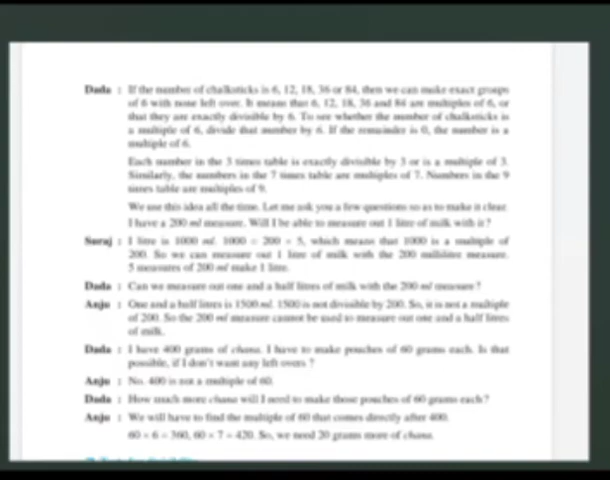 Dada : If the number of chalksticks is 6, 12, 18, 36 or 84, then we can make exact groups
of 6 with none left over. It means that 6, 12, 18, 36 and 84 are multiples of 6, or
that they are exactly divisible by 6. To see whether the number of chalksticks is
a multiple of 6, divide that number by 6. If the remainder is 0, the number is a
multiple of 6.
Each number in the 3 times table is exactly divisible by 3 or is a multiple of 3.
Similarly, the numbers in the 7 times table are multiples of 7. Numbers in the 9
times table are multiples of 9.
We use this idea all the time. Let me ask you a few questions so as to make it clear.
I have a 200 ml measure. Will I be able to measure out 1 litre of milk with it?
Suraj : 1 litre is 1000 ml. 1000 ÷ 200 = 5, which means that 1000 is a multiple of
200. So we can measure out 1 litre of milk with the 200 millilitre measure.
5 measures of 200 ml make 1 litre.
Dada : Can we measure out one and a half litres of milk with the 200 ml measure?
Anju : One and a half litres is 1500 ml. 1500 is not divisible by 200. So, it is not a multiple
of 200. So the 200 ml measure cannot be used to measure out one and a half litres
of milk.
Dada : I have 400 grams of chana. I have to make pouches of 60 grams each. Is that
possible, if I don't want any left overs ?
Anju : No. 400 is not a multiple of 60.
Dada : How much more chana will I need to make those pouches of 60 grams each?
Anju : We will have to find the multiple of 60 that comes directly after 400.
60 × 6 = 360, 60 × 7 = 420. So, we need 20 grams more of chana.